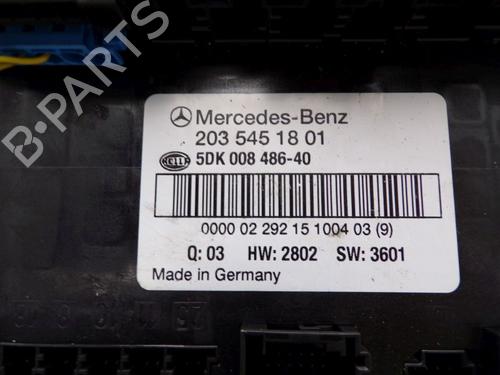 Mercedes-Benz
203 545 18 01
HELLA 5DK 008 486-40
0000 02 292 15 1004 03 (9)
Q: 03 HW: 2802 SW: 3601
Made in Germany